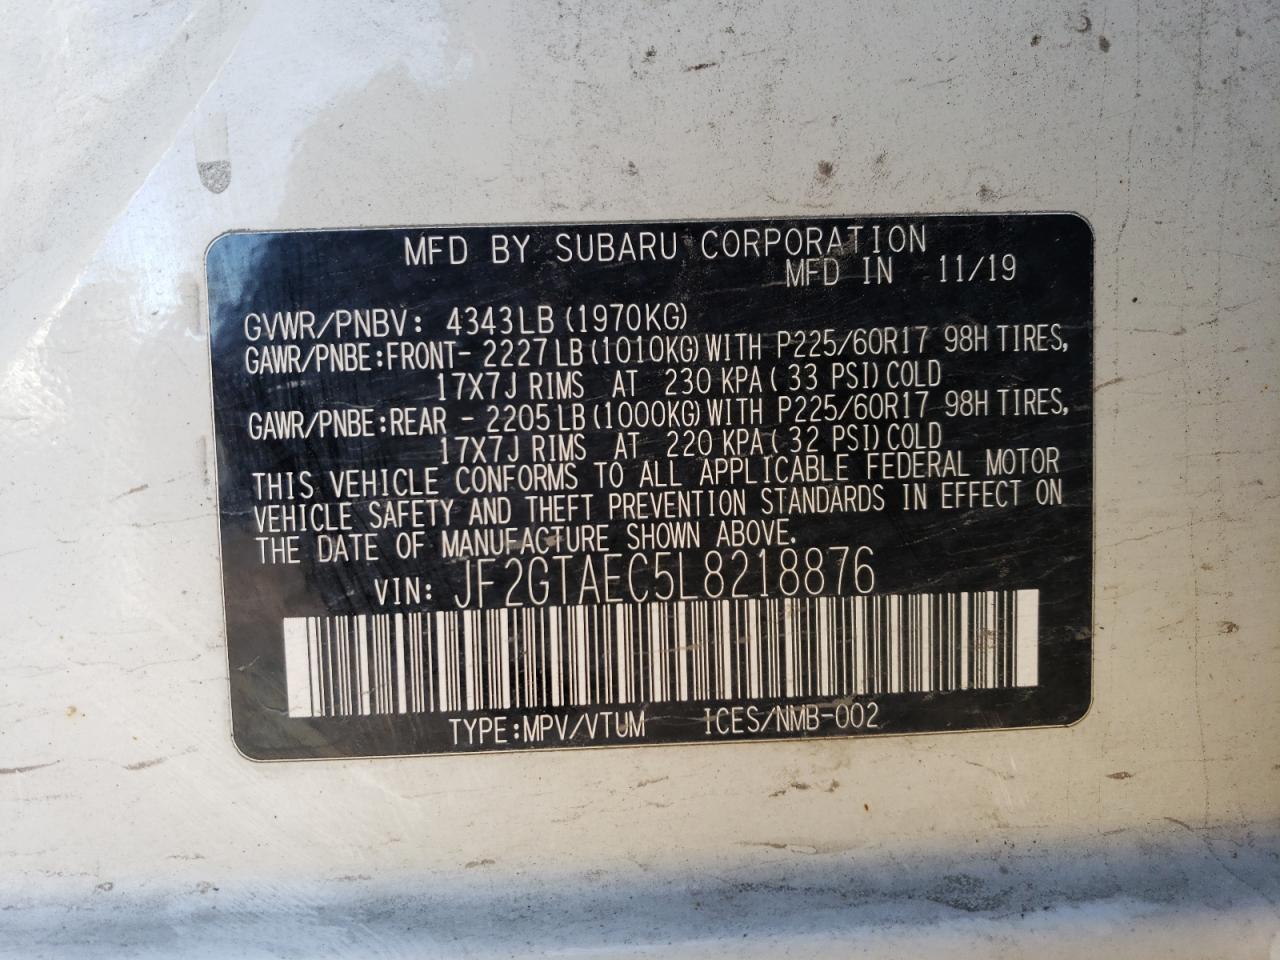 MFD BY SUBARU CORPORATION
MFD IN 11/19
GVWR/PNBV: 4343LB(1970KG)
GAWR/PNBE:FRONT- 2227LB(1010KG)WITH P225/60R17 98H TIRES,
17X7J RIMS AT 230 KPA(33 PSI)COLD
GAWR/PNBE:REAR - 2205LB(1000KG)WITH P225/60R17 98H TIRES,
17X7J RIMS AT 220 KPA(32 PSI)COLD
THIS VEHICLE CONFORMS TO ALL APPLICABLE FEDERAL MOTOR
VEHICLE SAFETY AND THEFT PREVENTION STANDARDS IN EFFECT ON
THE DATE OF MANUFACTURE SHOWN ABOVE.
VIN: JF2GTAEC5L8218876
TYPE:MPV/VTUM ICES/NMB-002